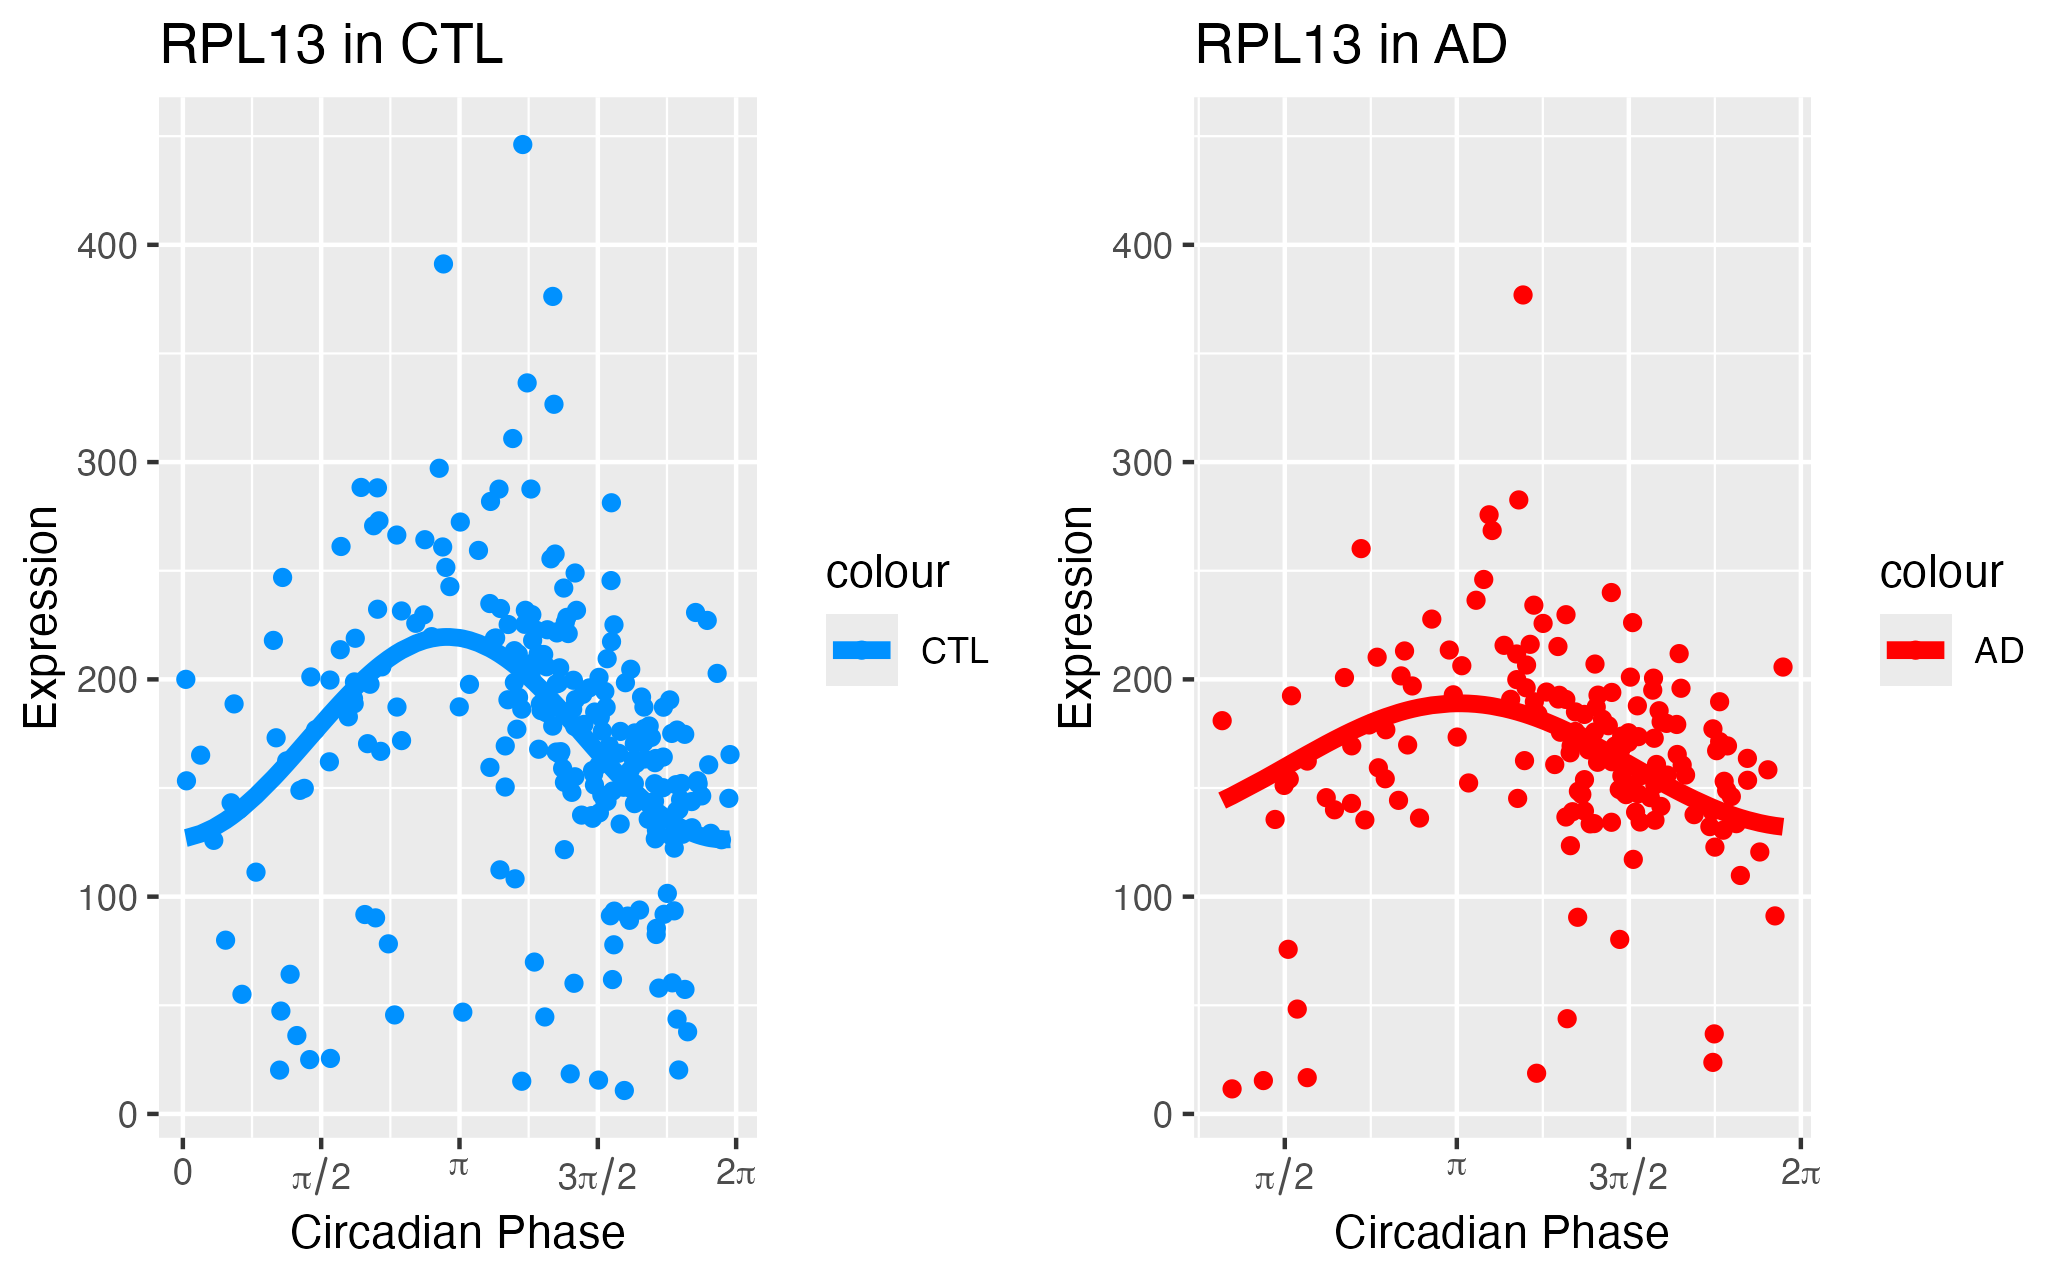 RPL13 in CTL
Expression
400
300
200
100
0
0 π/2 π 3π/2 2π
Circadian Phase
colour
CTL
RPL13 in AD
Expression
400
300
200
100
0
π/2 π 3π/2 2π
Circadian Phase
colour
AD